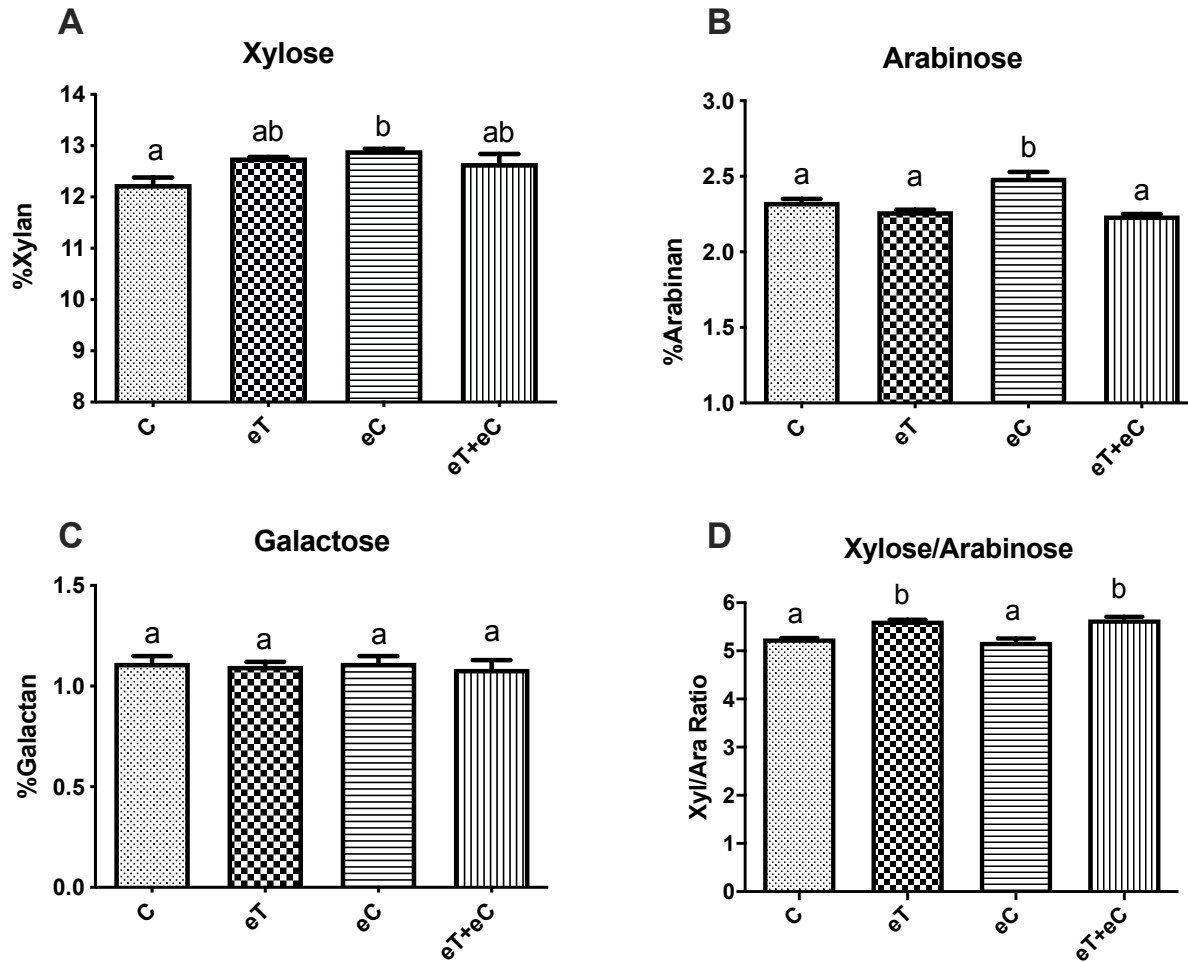 A
Xylose
%Xylan
14
13
12
11
10
9
8
a
ab
b
ab
C
eT
eC
eT+eC
B
Arabinose
%Arabinan
3.0
2.5
2.0
1.5
1.0
a
a
b
a
C
eT
eC
eT+eC
C
Galactose
%Galactan
1.5
1.0
0.5
0.0
a
a
a
a
C
eT
eC
eT+eC
D
Xylose/Arabinose
Xyl/Ara Ratio
6
5
4
3
2
1
0
a
b
a
b
C
eT
eC
eT+eC